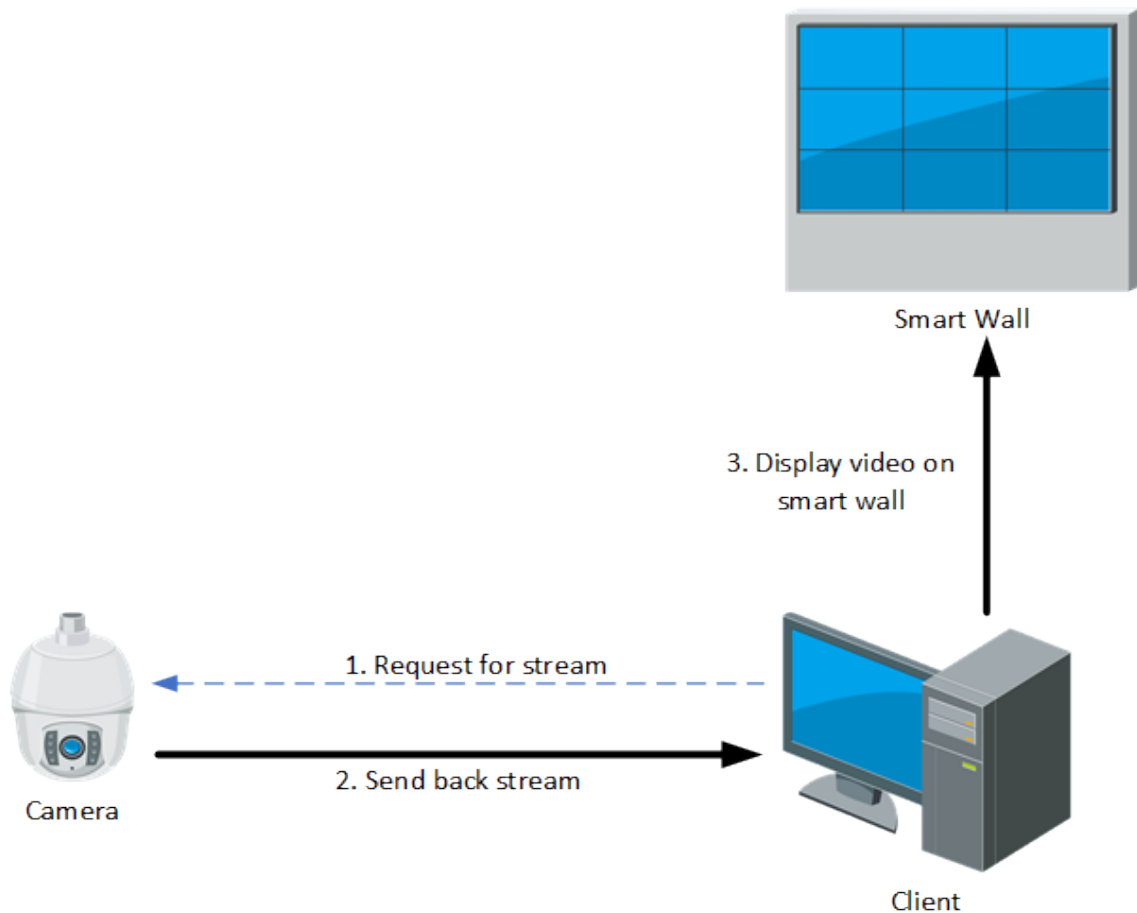 Smart Wall
3. Display video on
smart wall
1. Request for stream
2. Send back stream
Camera
Client